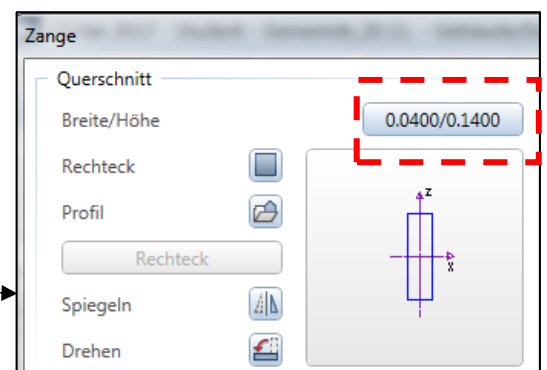 Zange
Querschnitt
Breite/Höhe 0.0400/0.1400
Rechteck
Profil
Rechteck
Spiegeln
Drehen
z
x